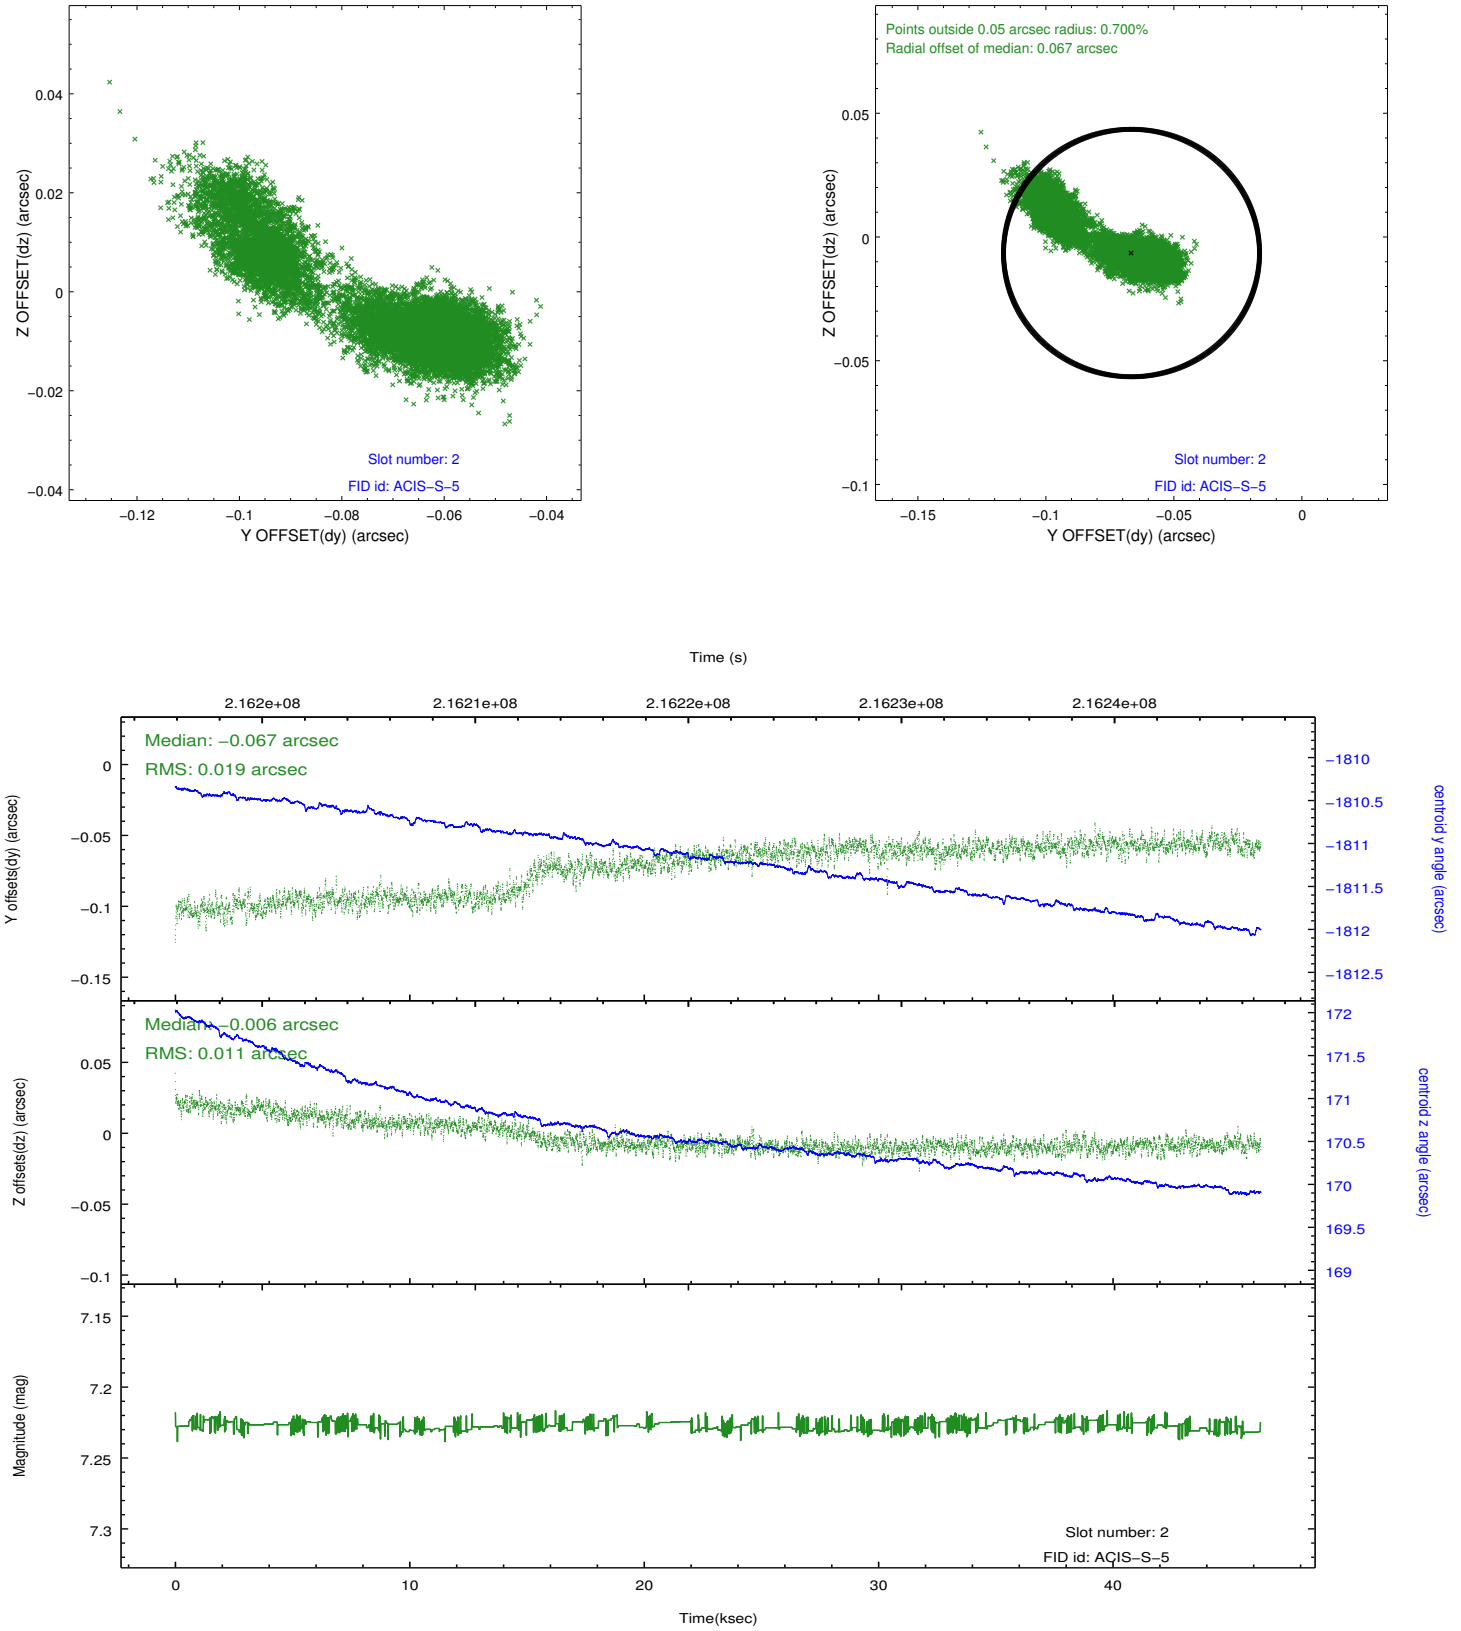 0.04
0.02
0
−0.02
−0.04
Z OFFSET(dz) (arcsec)
Slot number: 2
FID id: ACIS−S−5
−0.12 −0.1 −0.08 −0.06 −0.04
Y OFFSET(dy) (arcsec)
Points outside 0.05 arcsec radius: 0.700%
Radial offset of median: 0.067 arcsec
0.05
0
−0.05
−0.1
Z OFFSET(dz) (arcsec)
Slot number: 2
FID id: ACIS−S−5
−0.15 −0.1 −0.05 0
Y OFFSET(dy) (arcsec)
Time (s)
2.162e+08 2.1621e+08 2.1622e+08 2.1623e+08 2.1624e+08
Median: −0.067 arcsec
RMS: 0.019 arcsec
0
−0.05
−0.1
−0.15
Y offsets(dy) (arcsec)
−1810
−1810.5
−1811
−1811.5
−1812
−1812.5
centroid y angle (arcsec)
Median: −0.006 arcsec
RMS: 0.011 arcsec
0.05
0
−0.05
−0.1
Z offsets(dz) (arcsec)
172
171.5
171
170.5
170
169.5
169
centroid z angle (arcsec)
7.15
7.2
7.25
7.3
Magnitude (mag)
Slot number: 2
FID id: ACIS−S−5
0 10 20 30 40
Time(ksec)